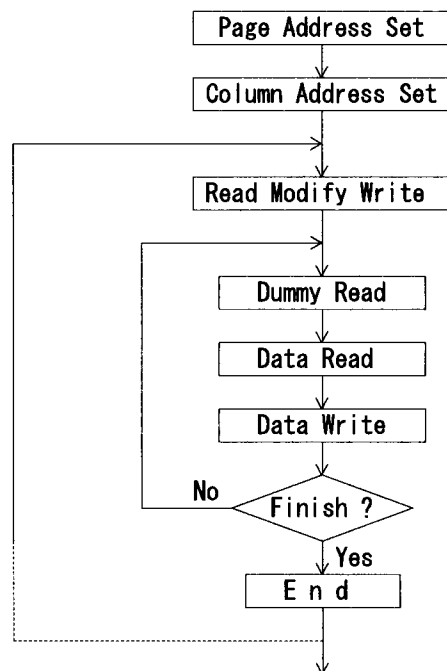 Page Address Set
Column Address Set
Read Modify Write
Dummy Read
Data Read
Data Write
No
Finish ?
Yes
E n d